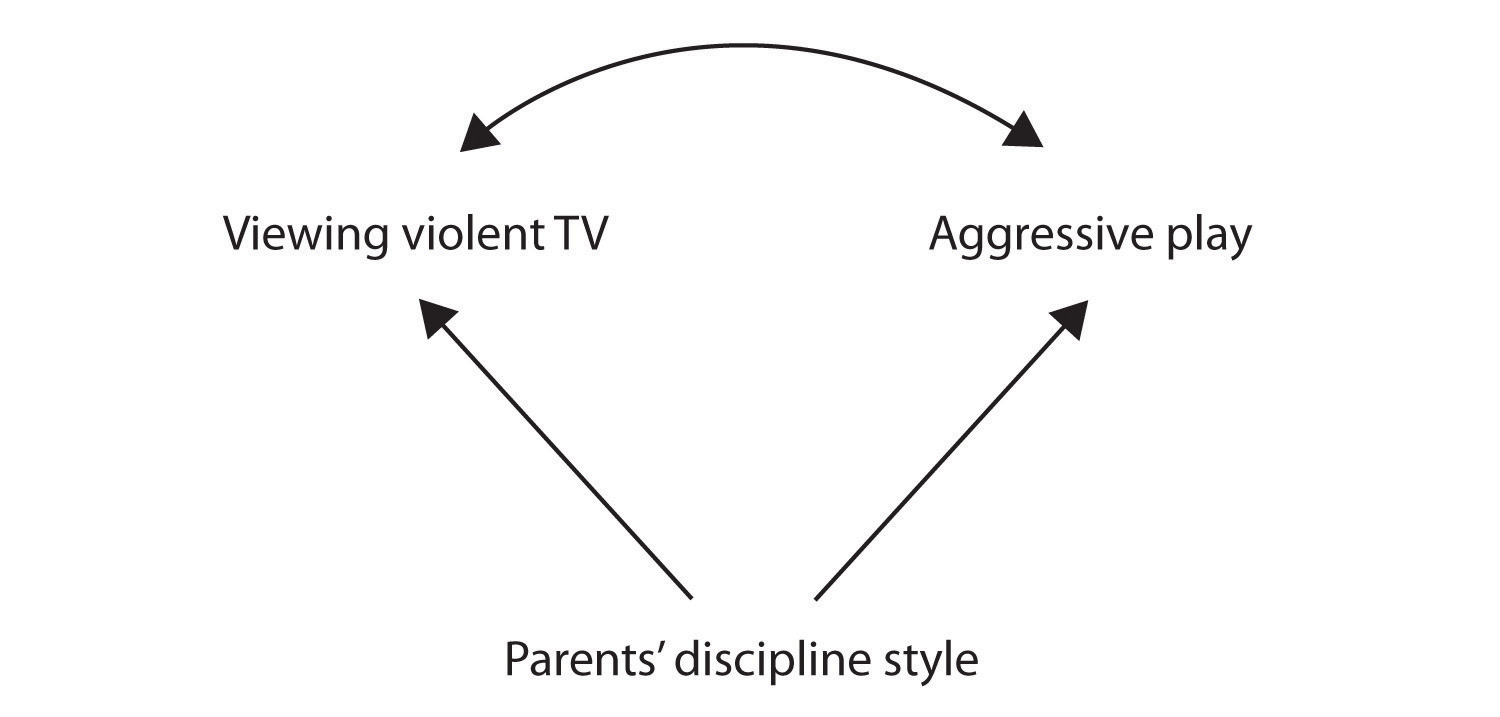 Viewing violent TV
Aggressive play
Parents’ discipline style